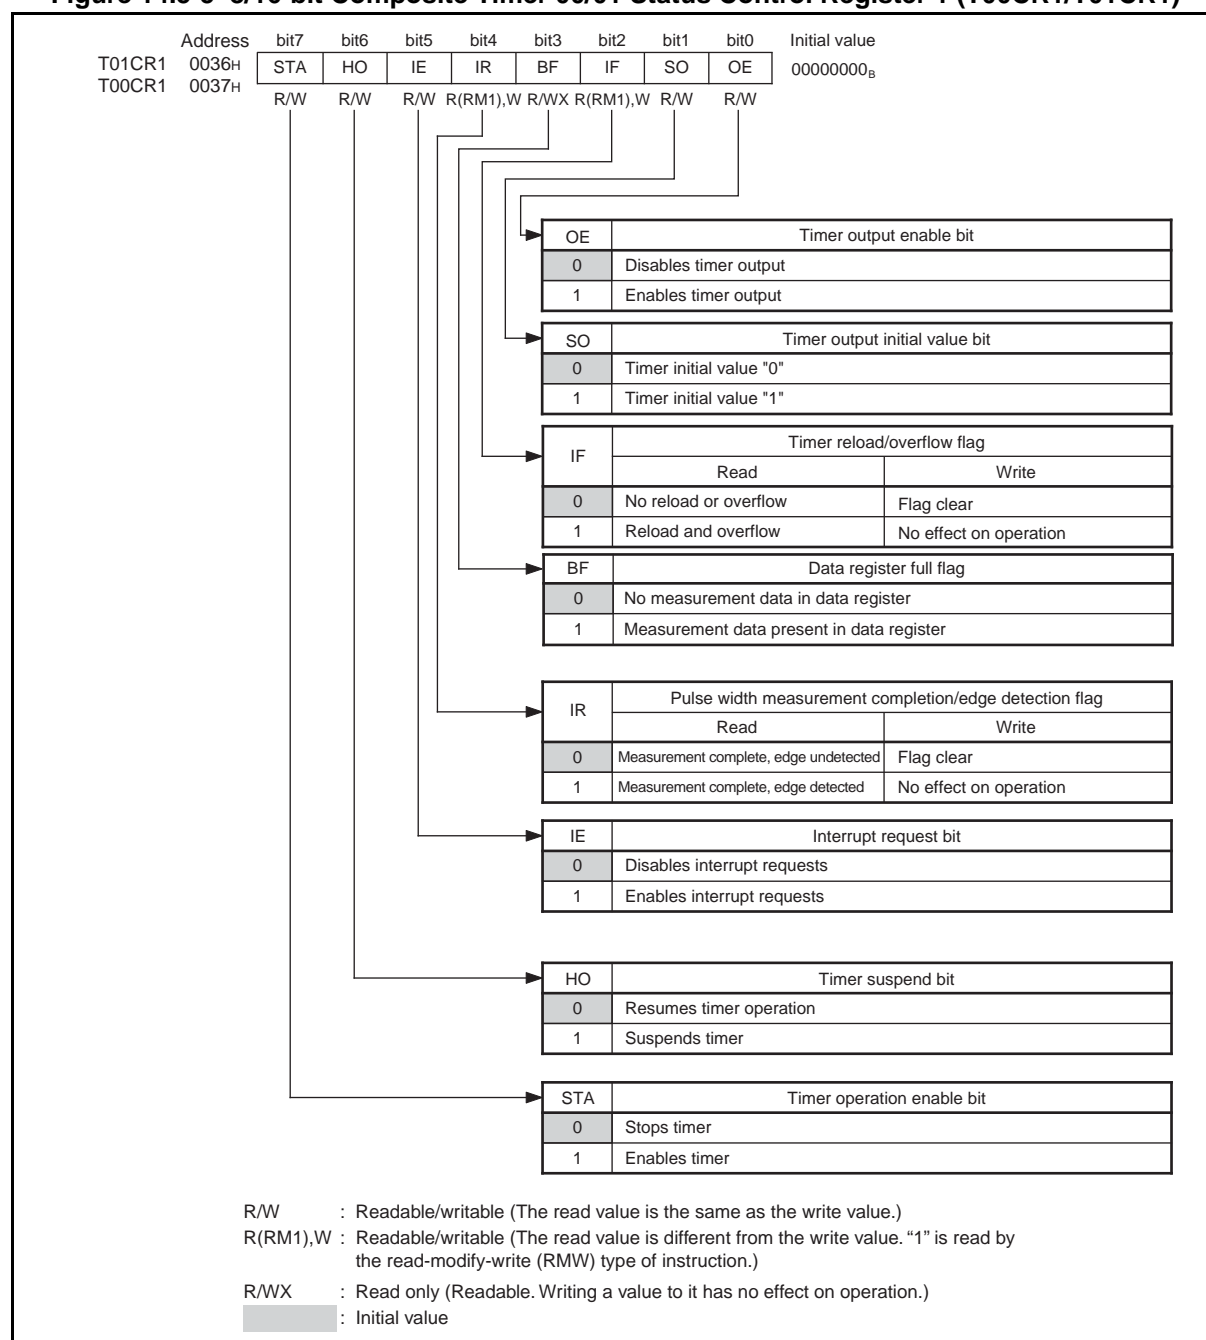 Address bit7 bit6 bit5 bit4 bit3 bit2 bit1 bit0 Initial value
T01CR1 0036H STA HO IE IR BF IF SO OE 00000000B
T00CR1 0037H
R/W R/W R/W R(RM1),W R/WX R(RM1),W R/W R/W
OE Timer output enable bit
0 Disables timer output
1 Enables timer output
SO Timer output initial value bit
0 Timer initial value "0"
1 Timer initial value "1"
IF Timer reload/overflow flag
Read Write
0 No reload or overflow Flag clear
1 Reload and overflow No effect on operation
BF Data register full flag
0 No measurement data in data register
1 Measurement data present in data register
IR Pulse width measurement completion/edge detection flag
Read Write
0 Measurement complete, edge undetected Flag clear
1 Measurement complete, edge detected No effect on operation
IE Interrupt request bit
0 Disables interrupt requests
1 Enables interrupt requests
HO Timer suspend bit
0 Resumes timer operation
1 Suspends timer
STA Timer operation enable bit
0 Stops timer
1 Enables timer
R/W : Readable/writable (The read value is the same as the write value.)
R(RM1),W : Readable/writable (The read value is different from the write value. “1” is read by
the read-modify-write (RMW) type of instruction.)
R/WX : Read only (Readable. Writing a value to it has no effect on operation.)
: Initial value